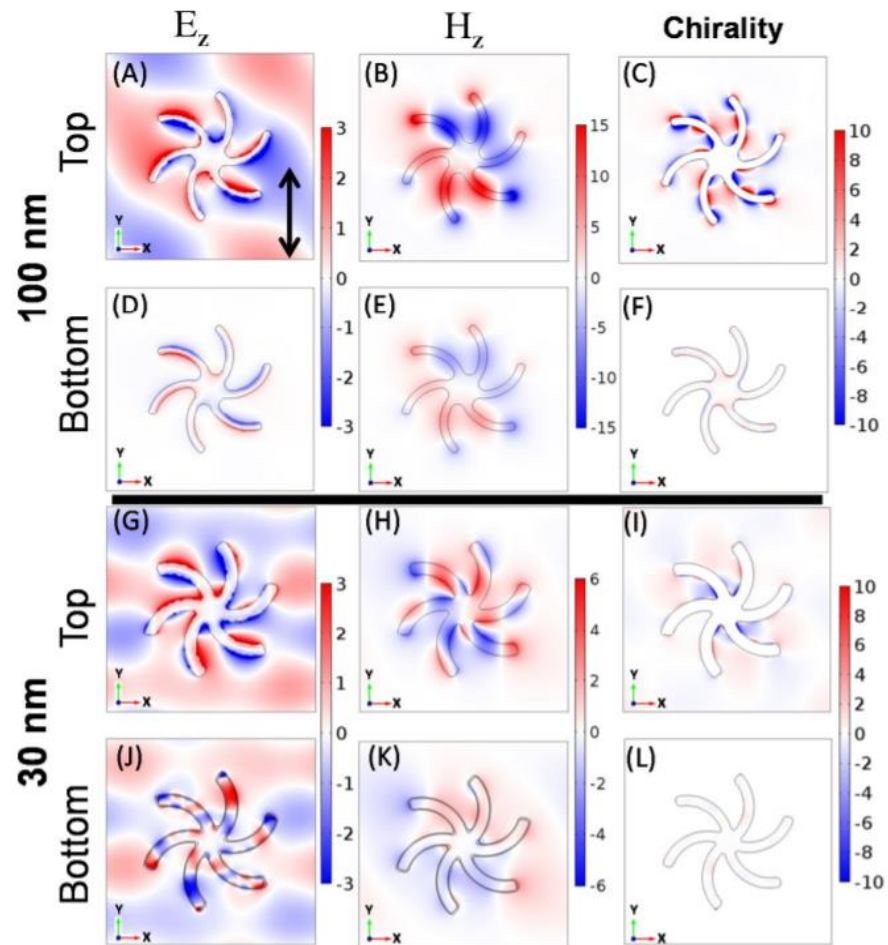 E_z H_z Chirality
100 nm
Top
(A) (B) (C)
Y X Y X Y X
3 2 1 0 -1 -2 -3
15 10 5 0 -5 -10 -15
10 8 6 4 2 0 -2 -4 -6 -8 -10
Bottom
(D) (E) (F)
Y X Y X Y X
30 nm
Top
(G) (H) (I)
Y X Y X Y X
3 2 1 0 -1 -2 -3
6 4 2 0 -2 -4 -6
10 8 6 4 2 0 -2 -4 -6 -8 -10
Bottom
(J) (K) (L)
Y X Y X Y X